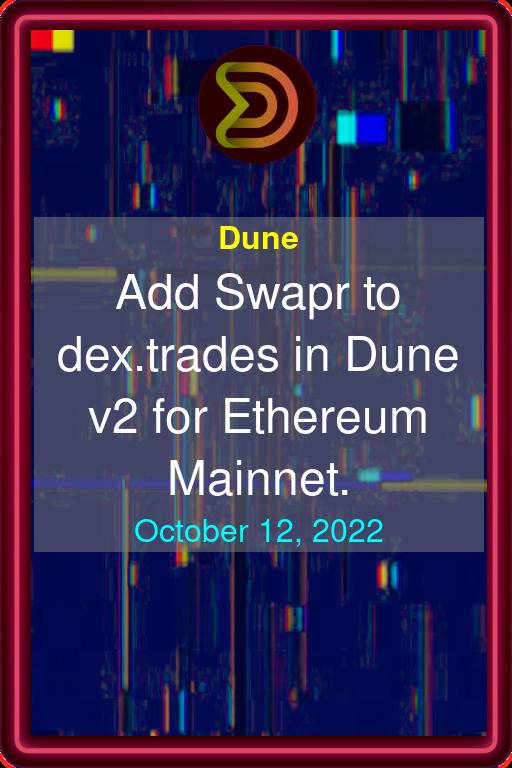 Dune
Add Swapr to
dex.trades in Dune
v2 for Ethereum
Mainnet.
October 12, 2022